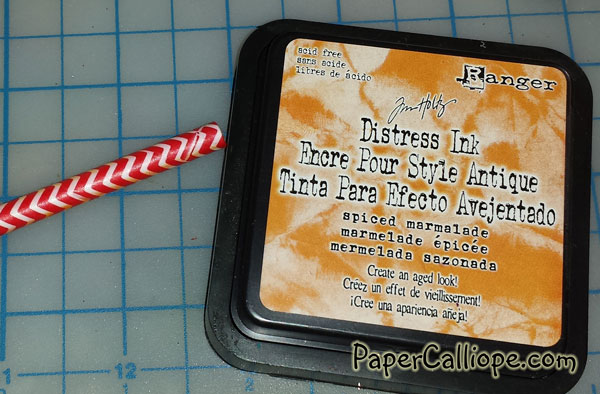 acid free
sans acide
libres de ácido
Ranger
Tim Holtz
Distress Ink
Encre Pour Style Antique
Tinta Para Efecto Avejentado
spiced marmalade
marmelade épicée
mermelada sazonada
Create an aged look!
Créez un effet de vieillissement!
¡Cree una apariencia añeja!
PaperCalliope.com
1
12
2